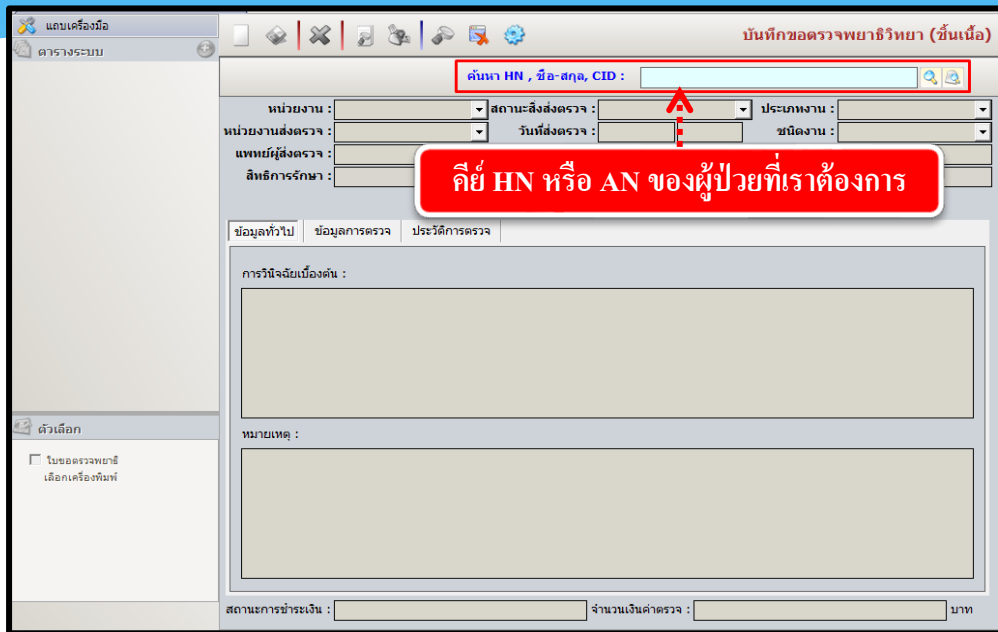 แถบเครื่องมือ
ตารางระบบ
บันทึกขอตรวจพยาธิวิทยา (ชิ้นเนื้อ)
ค้นหา HN , ชื่อ-สกุล, CID :
หน่วยงาน :
สถานะสิ่งส่งตรวจ :
ประเภทงาน :
หน่วยงานส่งตรวจ :
วันที่ส่งตรวจ :
ชนิดงาน :
แพทย์ผู้ส่งตรวจ :
สิทธิการรักษา :
คีย์ HN หรือ AN ของผู้ป่วยที่เราต้องการ
ข้อมูลทั่วไป ข้อมูลการตรวจ ประวัติการตรวจ
การวินิจฉัยเบื้องต้น :
ตัวเลือก
ใบขอตรวจพยาธิ
เลือกเครื่องพิมพ์
หมายเหตุ :
สถานะการชำระเงิน :
จำนวนเงินค่าตรวจ :
บาท